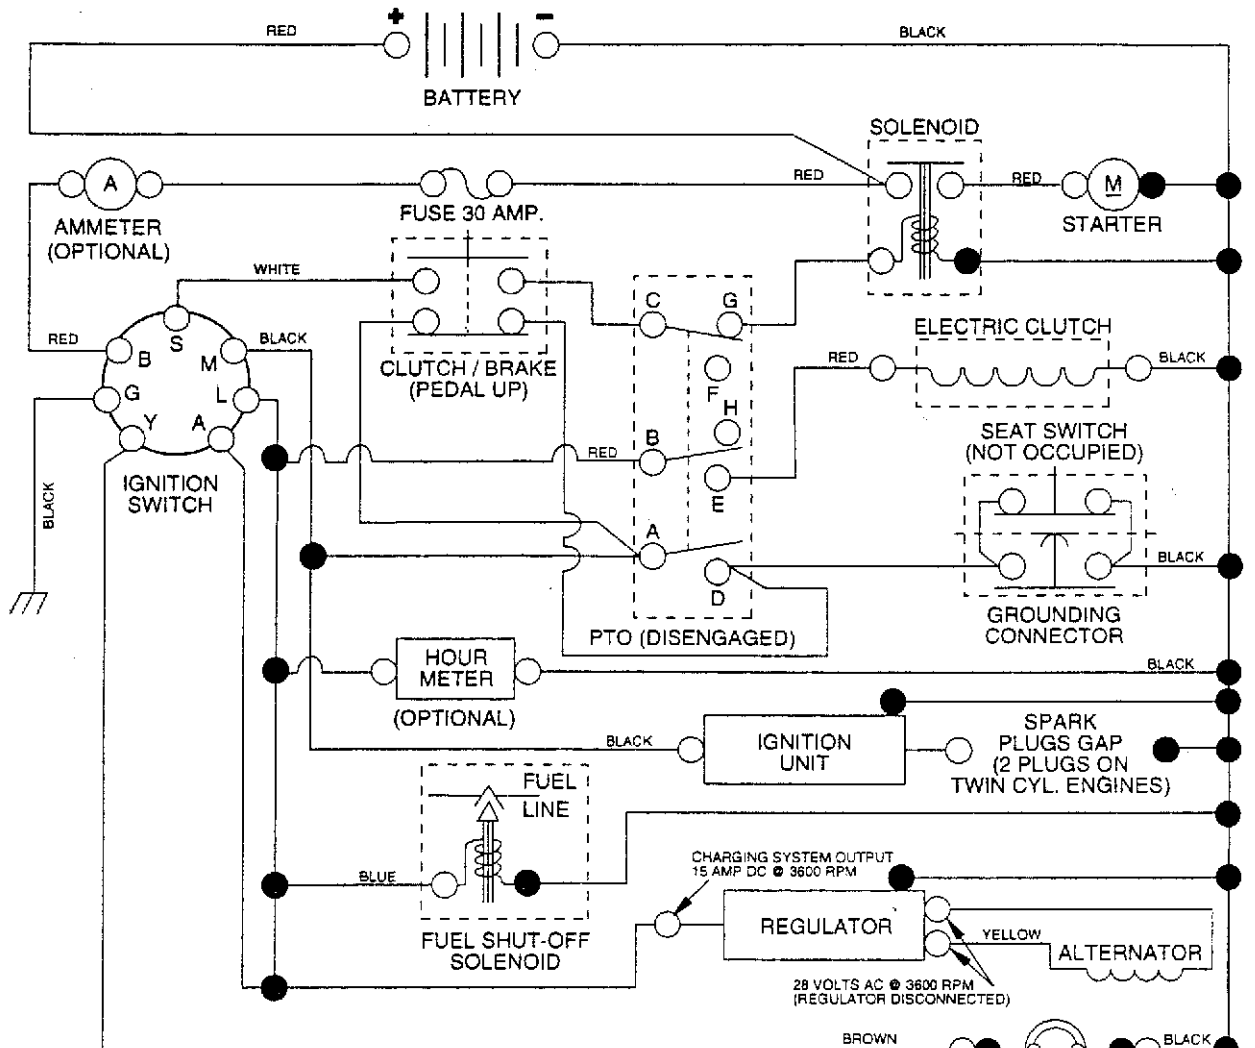 + −
RED
BLACK
BATTERY
SOLENOID
A
RED
RED
M
AMMETER
(OPTIONAL)
FUSE 30 AMP.
STARTER
WHITE
S
B
M
G
L
Y
A
RED
BLACK
CLUTCH / BRAKE
(PEDAL UP)
C
G
F
H
B
E
A
D
ELECTRIC CLUTCH
RED
BLACK
IGNITION
SWITCH
BLACK
RED
SEAT SWITCH
(NOT OCCUPIED)
BLACK
GROUNDING
CONNECTOR
PTO (DISENGAGED)
HOUR
METER
(OPTIONAL)
BLACK
BLACK
IGNITION
UNIT
SPARK
PLUGS GAP
(2 PLUGS ON
TWIN CYL. ENGINES)
FUEL
LINE
BLUE
FUEL SHUT-OFF
SOLENOID
CHARGING SYSTEM OUTPUT
15 AMP DC @ 3600 RPM
REGULATOR
YELLOW
ALTERNATOR
28 VOLTS AC @ 3600 RPM
(REGULATOR DISCONNECTED)
BROWN
BLACK